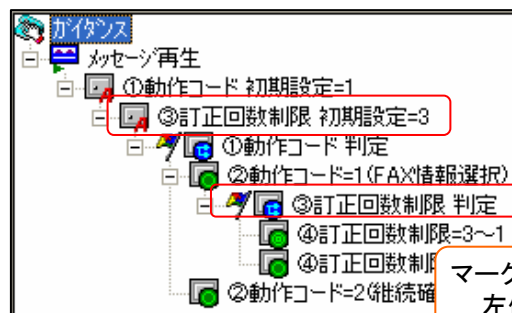 ガイダンス
メッセージ再生
①動作コード 初期設定=1
③訂正回数制限 初期設定=3
①動作コード 判定
②動作コード=1(FAX情報選択)
③訂正回数制限 判定
④訂正回数制限=3~1
④訂正回数制
②動作コード=2(継続確
マーク
左